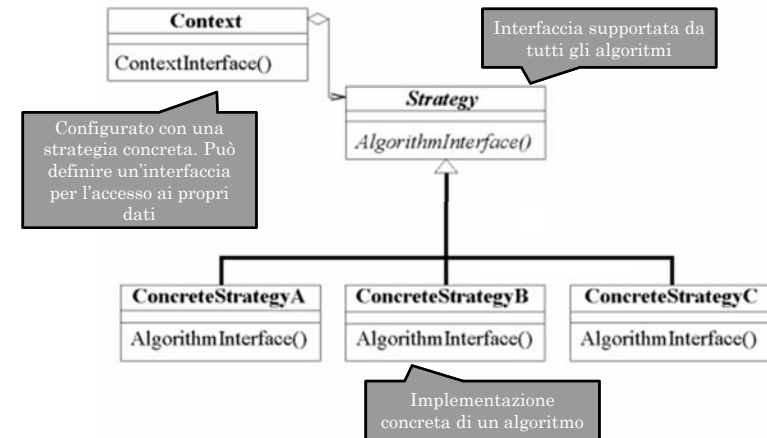 Context
ContextInterface()
Interfaccia supportata da
tutti gli algoritmi
Strategy
AlgorithmInterface()
Configurato con una
strategia concreta. Può
definire un'interfaccia
per l'accesso ai propri
dati
ConcreteStrategyA
AlgorithmInterface()
ConcreteStrategyB
AlgorithmInterface()
ConcreteStrategyC
AlgorithmInterface()
Implementazione
concreta di un algoritmo